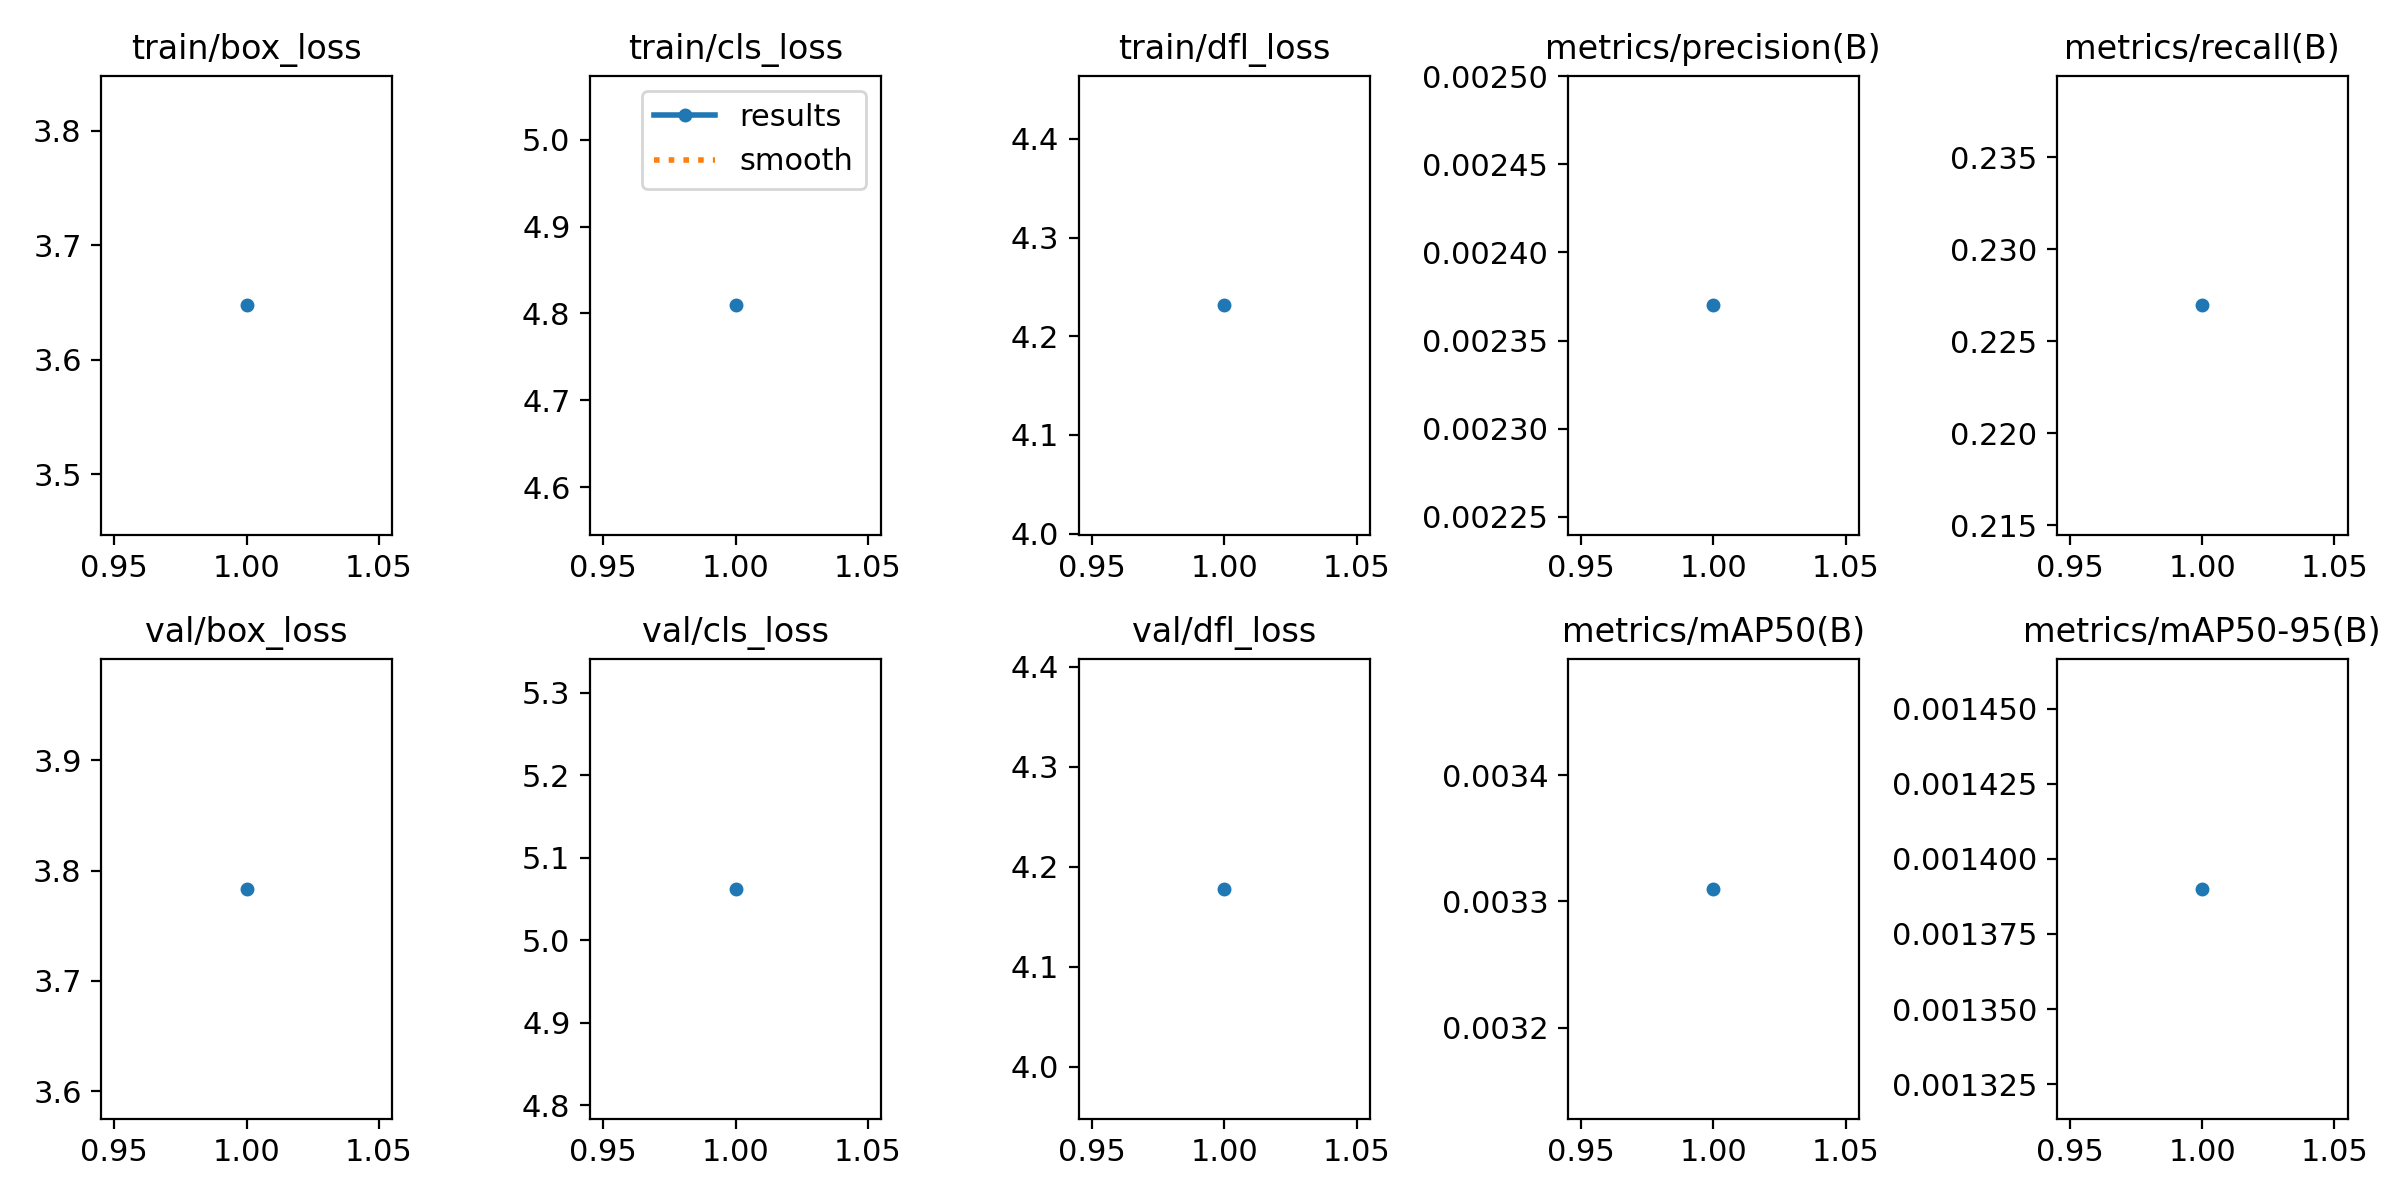 train/box_loss
3.8
3.7
3.6
3.5
0.95 1.00 1.05
train/cls_loss
results
smooth
5.0
4.9
4.8
4.7
4.6
0.95 1.00 1.05
train/dfl_loss
4.4
4.3
4.2
4.1
4.0
0.95 1.00 1.05
metrics/precision(B)
0.00250
0.00245
0.00240
0.00235
0.00230
0.00225
0.95 1.00 1.05
metrics/recall(B)
0.235
0.230
0.225
0.220
0.215
0.95 1.00 1.05
val/box_loss
3.9
3.8
3.7
3.6
0.95 1.00 1.05
val/cls_loss
5.3
5.2
5.1
5.0
4.9
4.8
0.95 1.00 1.05
val/dfl_loss
4.4
4.3
4.2
4.1
4.0
0.95 1.00 1.05
metrics/mAP50(B)
0.0034
0.0033
0.0032
0.95 1.00 1.05
metrics/mAP50-95(B)
0.001450
0.001425
0.001400
0.001375
0.001350
0.001325
0.95 1.00 1.05